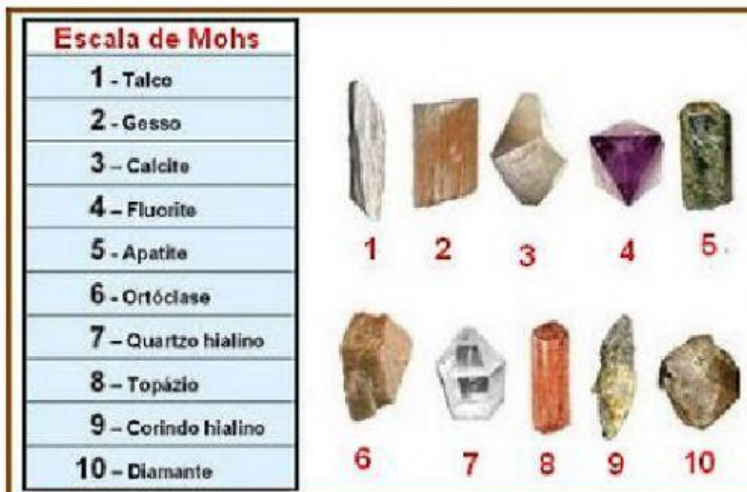 Escala de Mohs
1 - Talco
2 - Gesso
3 - Calcite
4 - Fluorite
5 - Apatite
6 - Ortóclase
7 – Quartzo hialino
8 – Topázio
9 – Corindo hialino
10 – Diamante
1 2 3 4 5
6 7 8 9 10